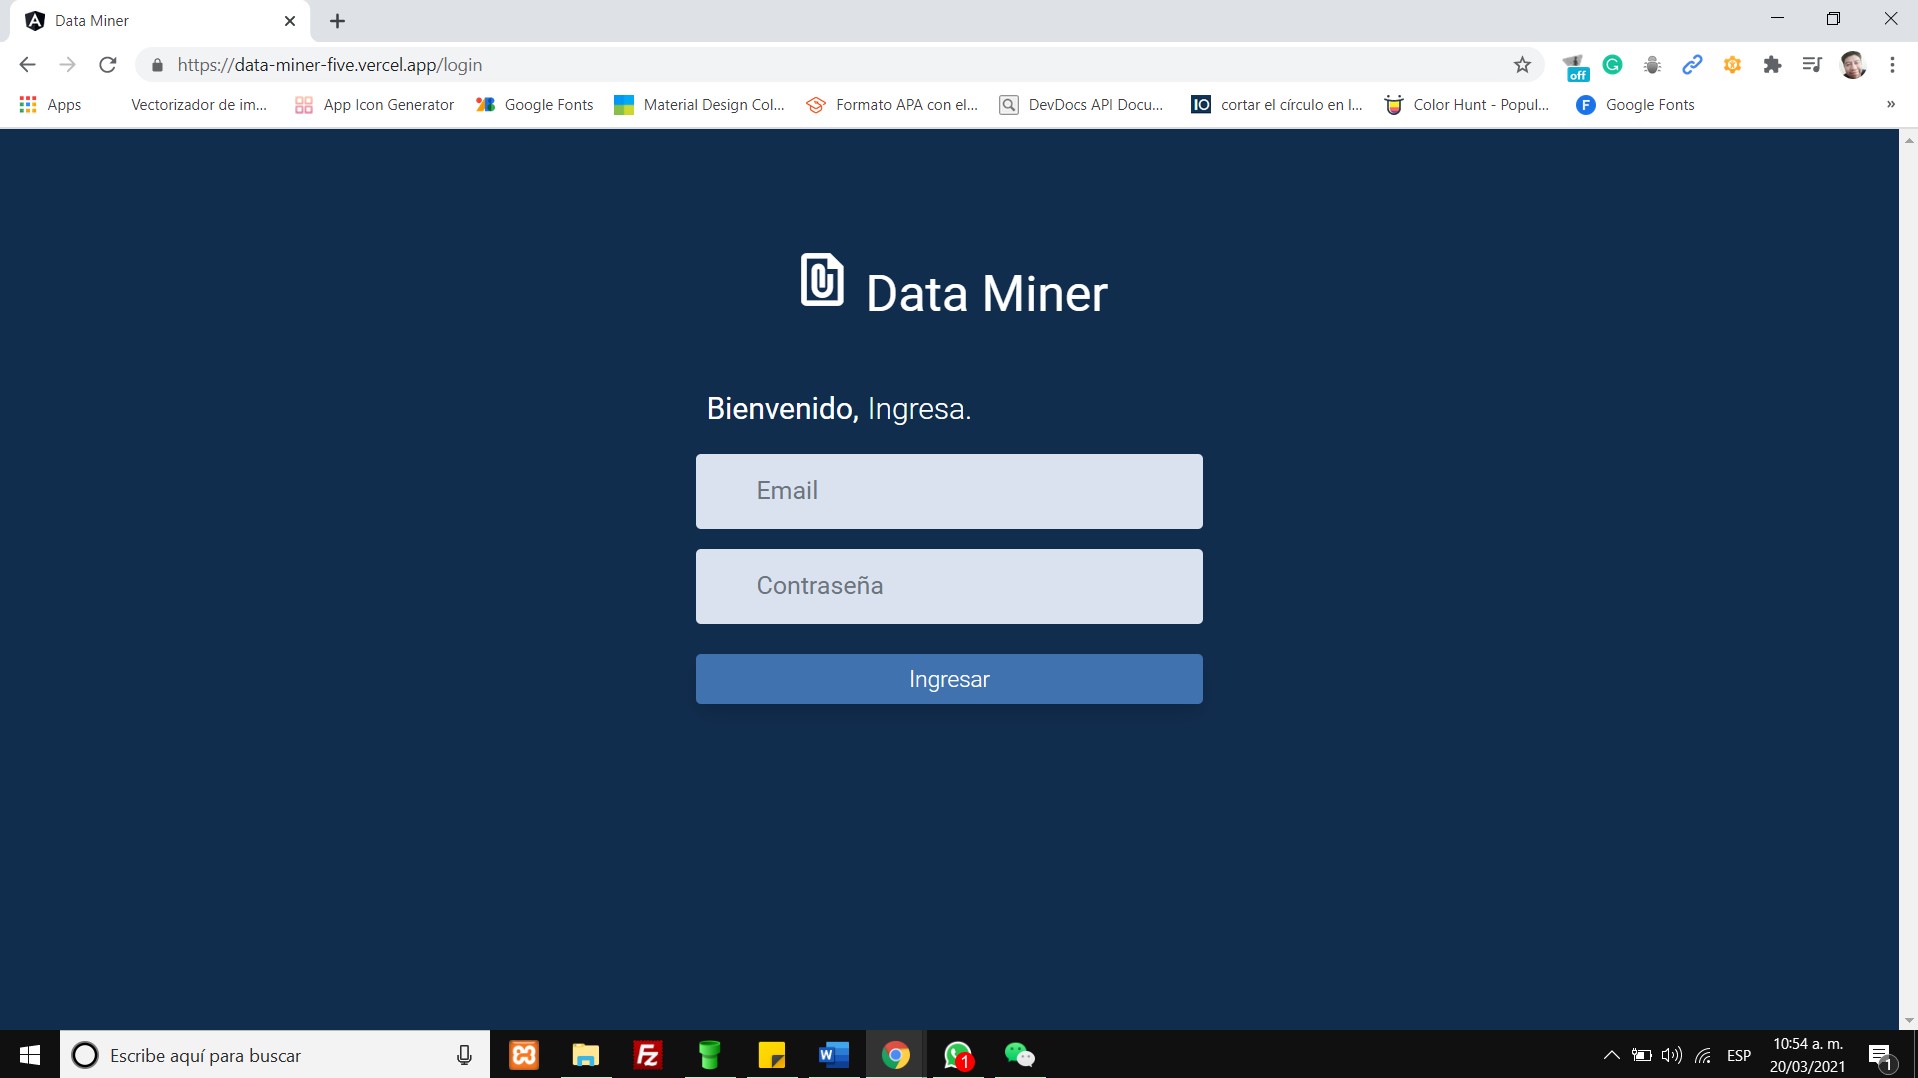 Data Miner
https://data-miner-five.vercel.app/login
off
Apps Vectorizador de im... App Icon Generator Google Fonts Material Design Col... Formato APA con el... DevDocs API Docu... IO cortar el círculo en I... Color Hunt - Popul... F Google Fonts »
Data Miner
Bienvenido, Ingresa.
Email
Contraseña
Ingresar
Escribe aquí para buscar
Fz
W
1
ESP
10:54 a. m.
20/03/2021
1